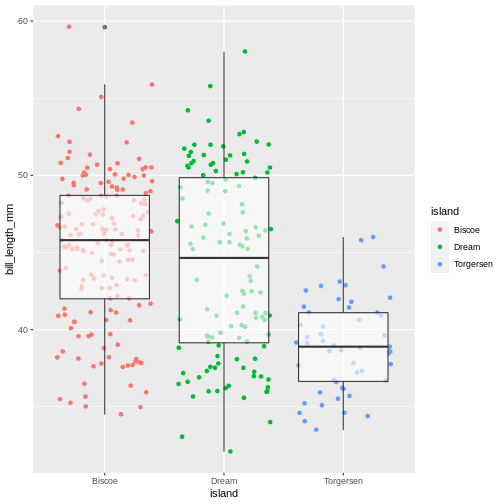 60
50
40
bill_length_mm
Biscoe
Dream
Torgersen
island
island
Biscoe
Dream
Torgersen